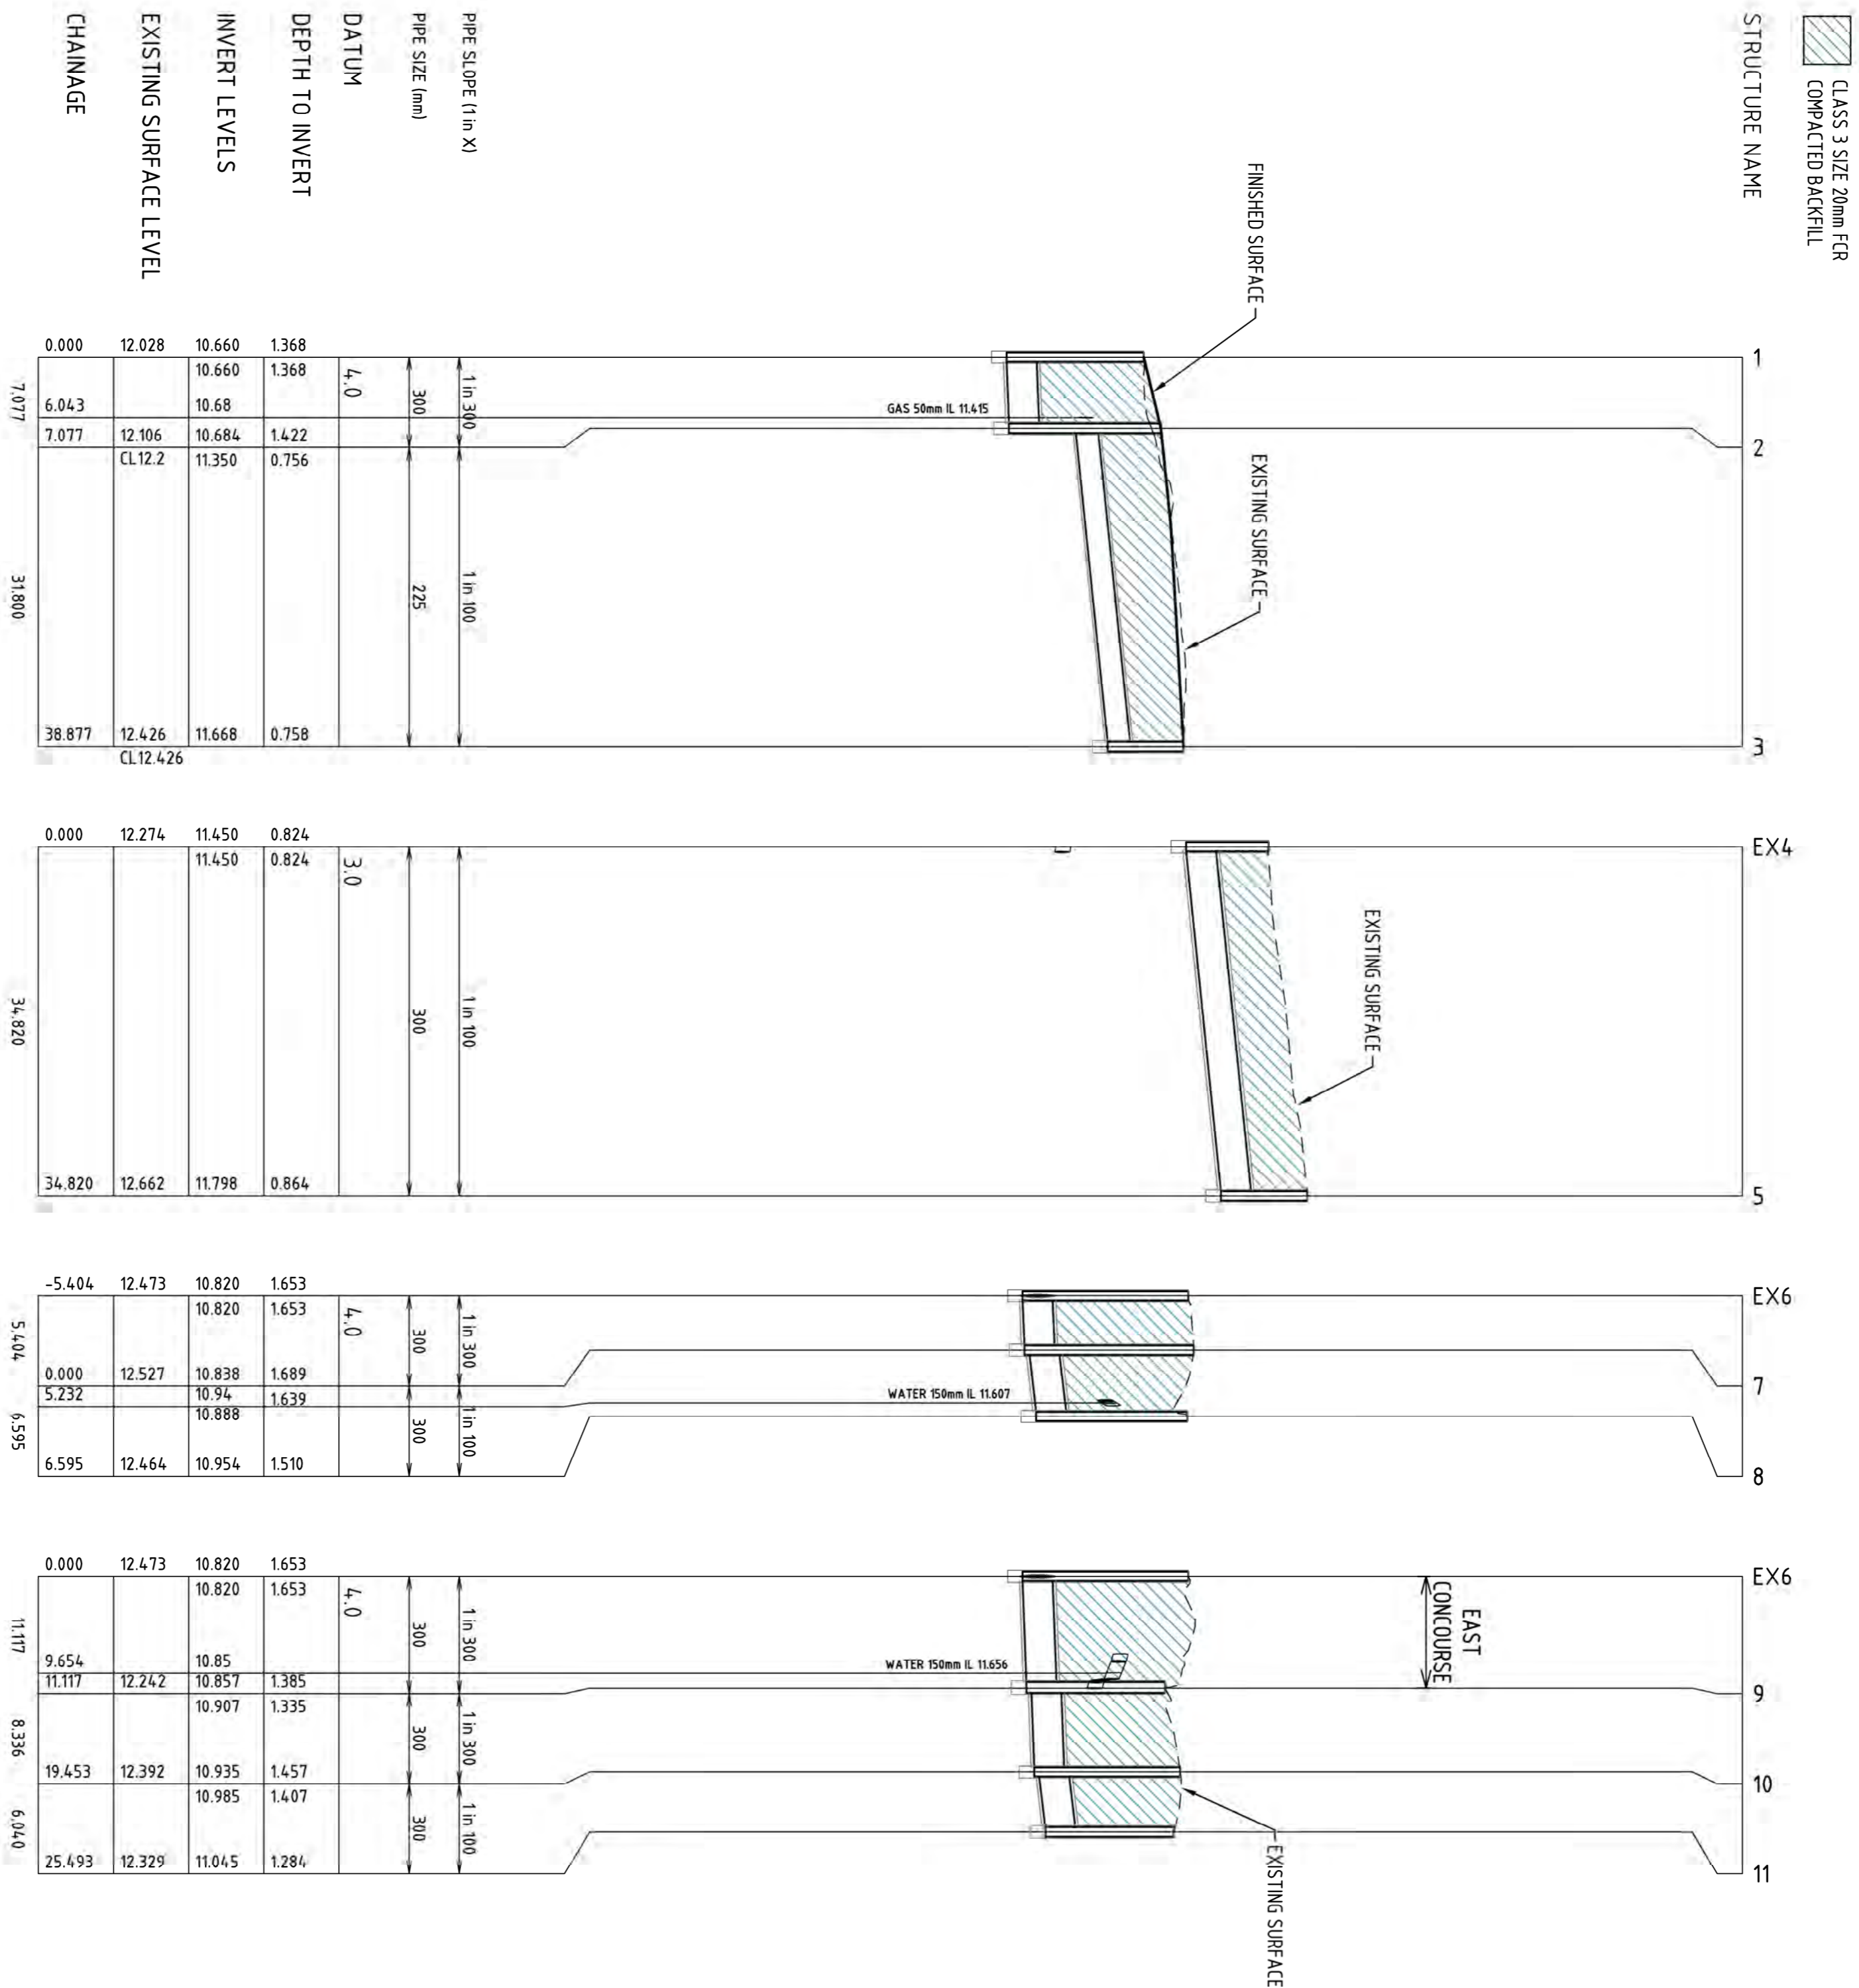 CLASS 3 SIZE 20mm FCR
COMPACTED BACKFILL
STRUCTURE NAME
PIPE SLOPE (1 in X)
PIPE SIZE (mm)
DATUM
DEPTH TO INVERT
INVERT LEVELS
EXISTING SURFACE LEVEL
CHAINAGE
1
2
3
FINISHED SURFACE
EXISTING SURFACE
GAS 50mm IL 11.415
1 in 300
1 in 100
300
225
4.0
0.000 12.028 10.660 1.368
10.660 1.368
6.043 10.68
7.077 12.106 10.684 1.422
CL12.2 11.350 0.756
38.877 12.426 11.668 0.758
CL12.426
7.077
31.800
EX4
5
EXISTING SURFACE
1 in 100
300
3.0
0.000 12.274 11.450 0.824
11.450 0.824
34.820 12.662 11.798 0.864
34.820
EX6
7
8
WATER 150mm IL 11.607
1 in 300
1 in 100
300
300
4.0
-5.404 12.473 10.820 1.653
10.820 1.653
0.000 12.527 10.838 1.689
5.232 10.94 1.639
10.888
6.595 12.464 10.954 1.510
5.404
6.595
EX6
9
10
11
EAST
CONCOURSE
EXISTING SURFACE
WATER 150mm IL 11.656
1 in 300
1 in 300
1 in 100
300
300
300
4.0
0.000 12.473 10.820 1.653
10.820 1.653
9.654 10.85
11.117 12.242 10.857 1.385
10.907 1.335
19.453 12.392 10.935 1.457
10.985 1.407
25.493 12.329 11.045 1.284
11.117
8.336
6.040